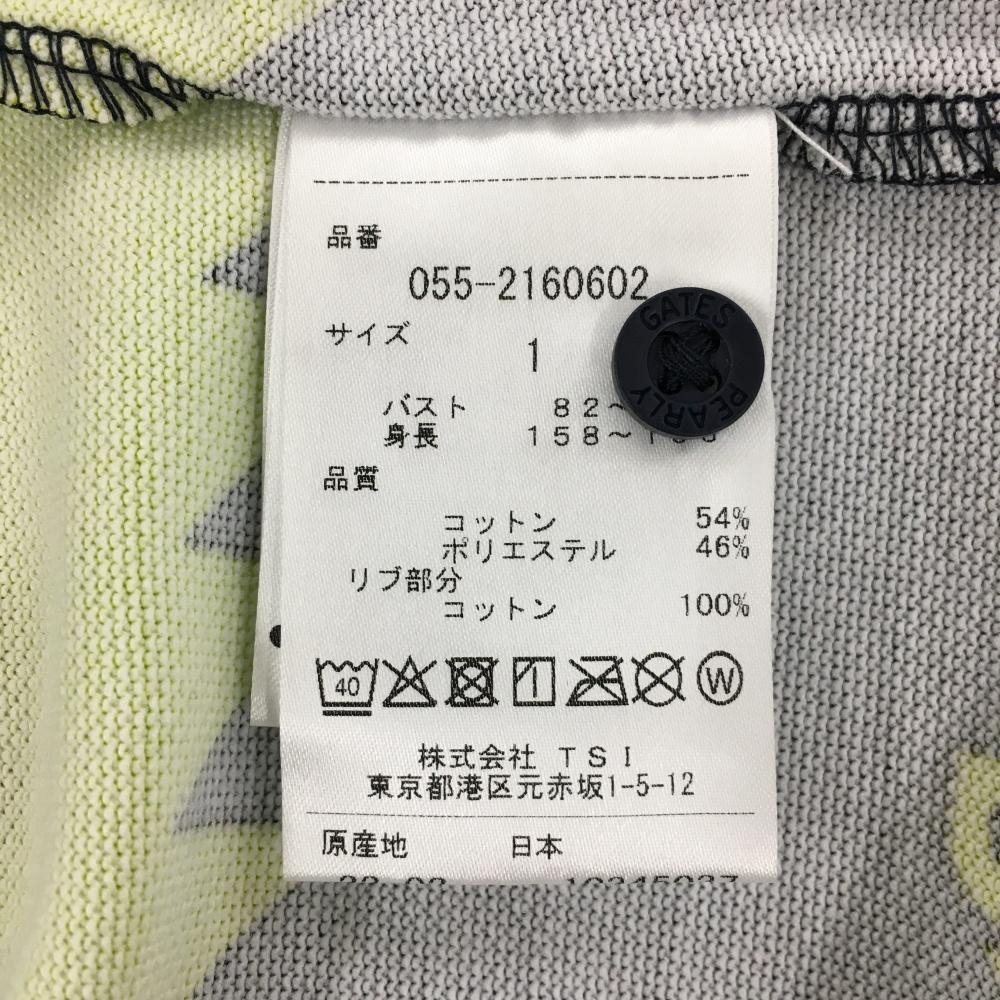 品番
055-2160602
サイズ 1
バスト 82~
身長 158~
品質
コットン 54%
ポリエステル 46%
リブ部分
コットン 100%
40
W
株式会社 TSI
東京都港区元赤坂1-5-12
原産地 日本
GATES
PEARLY